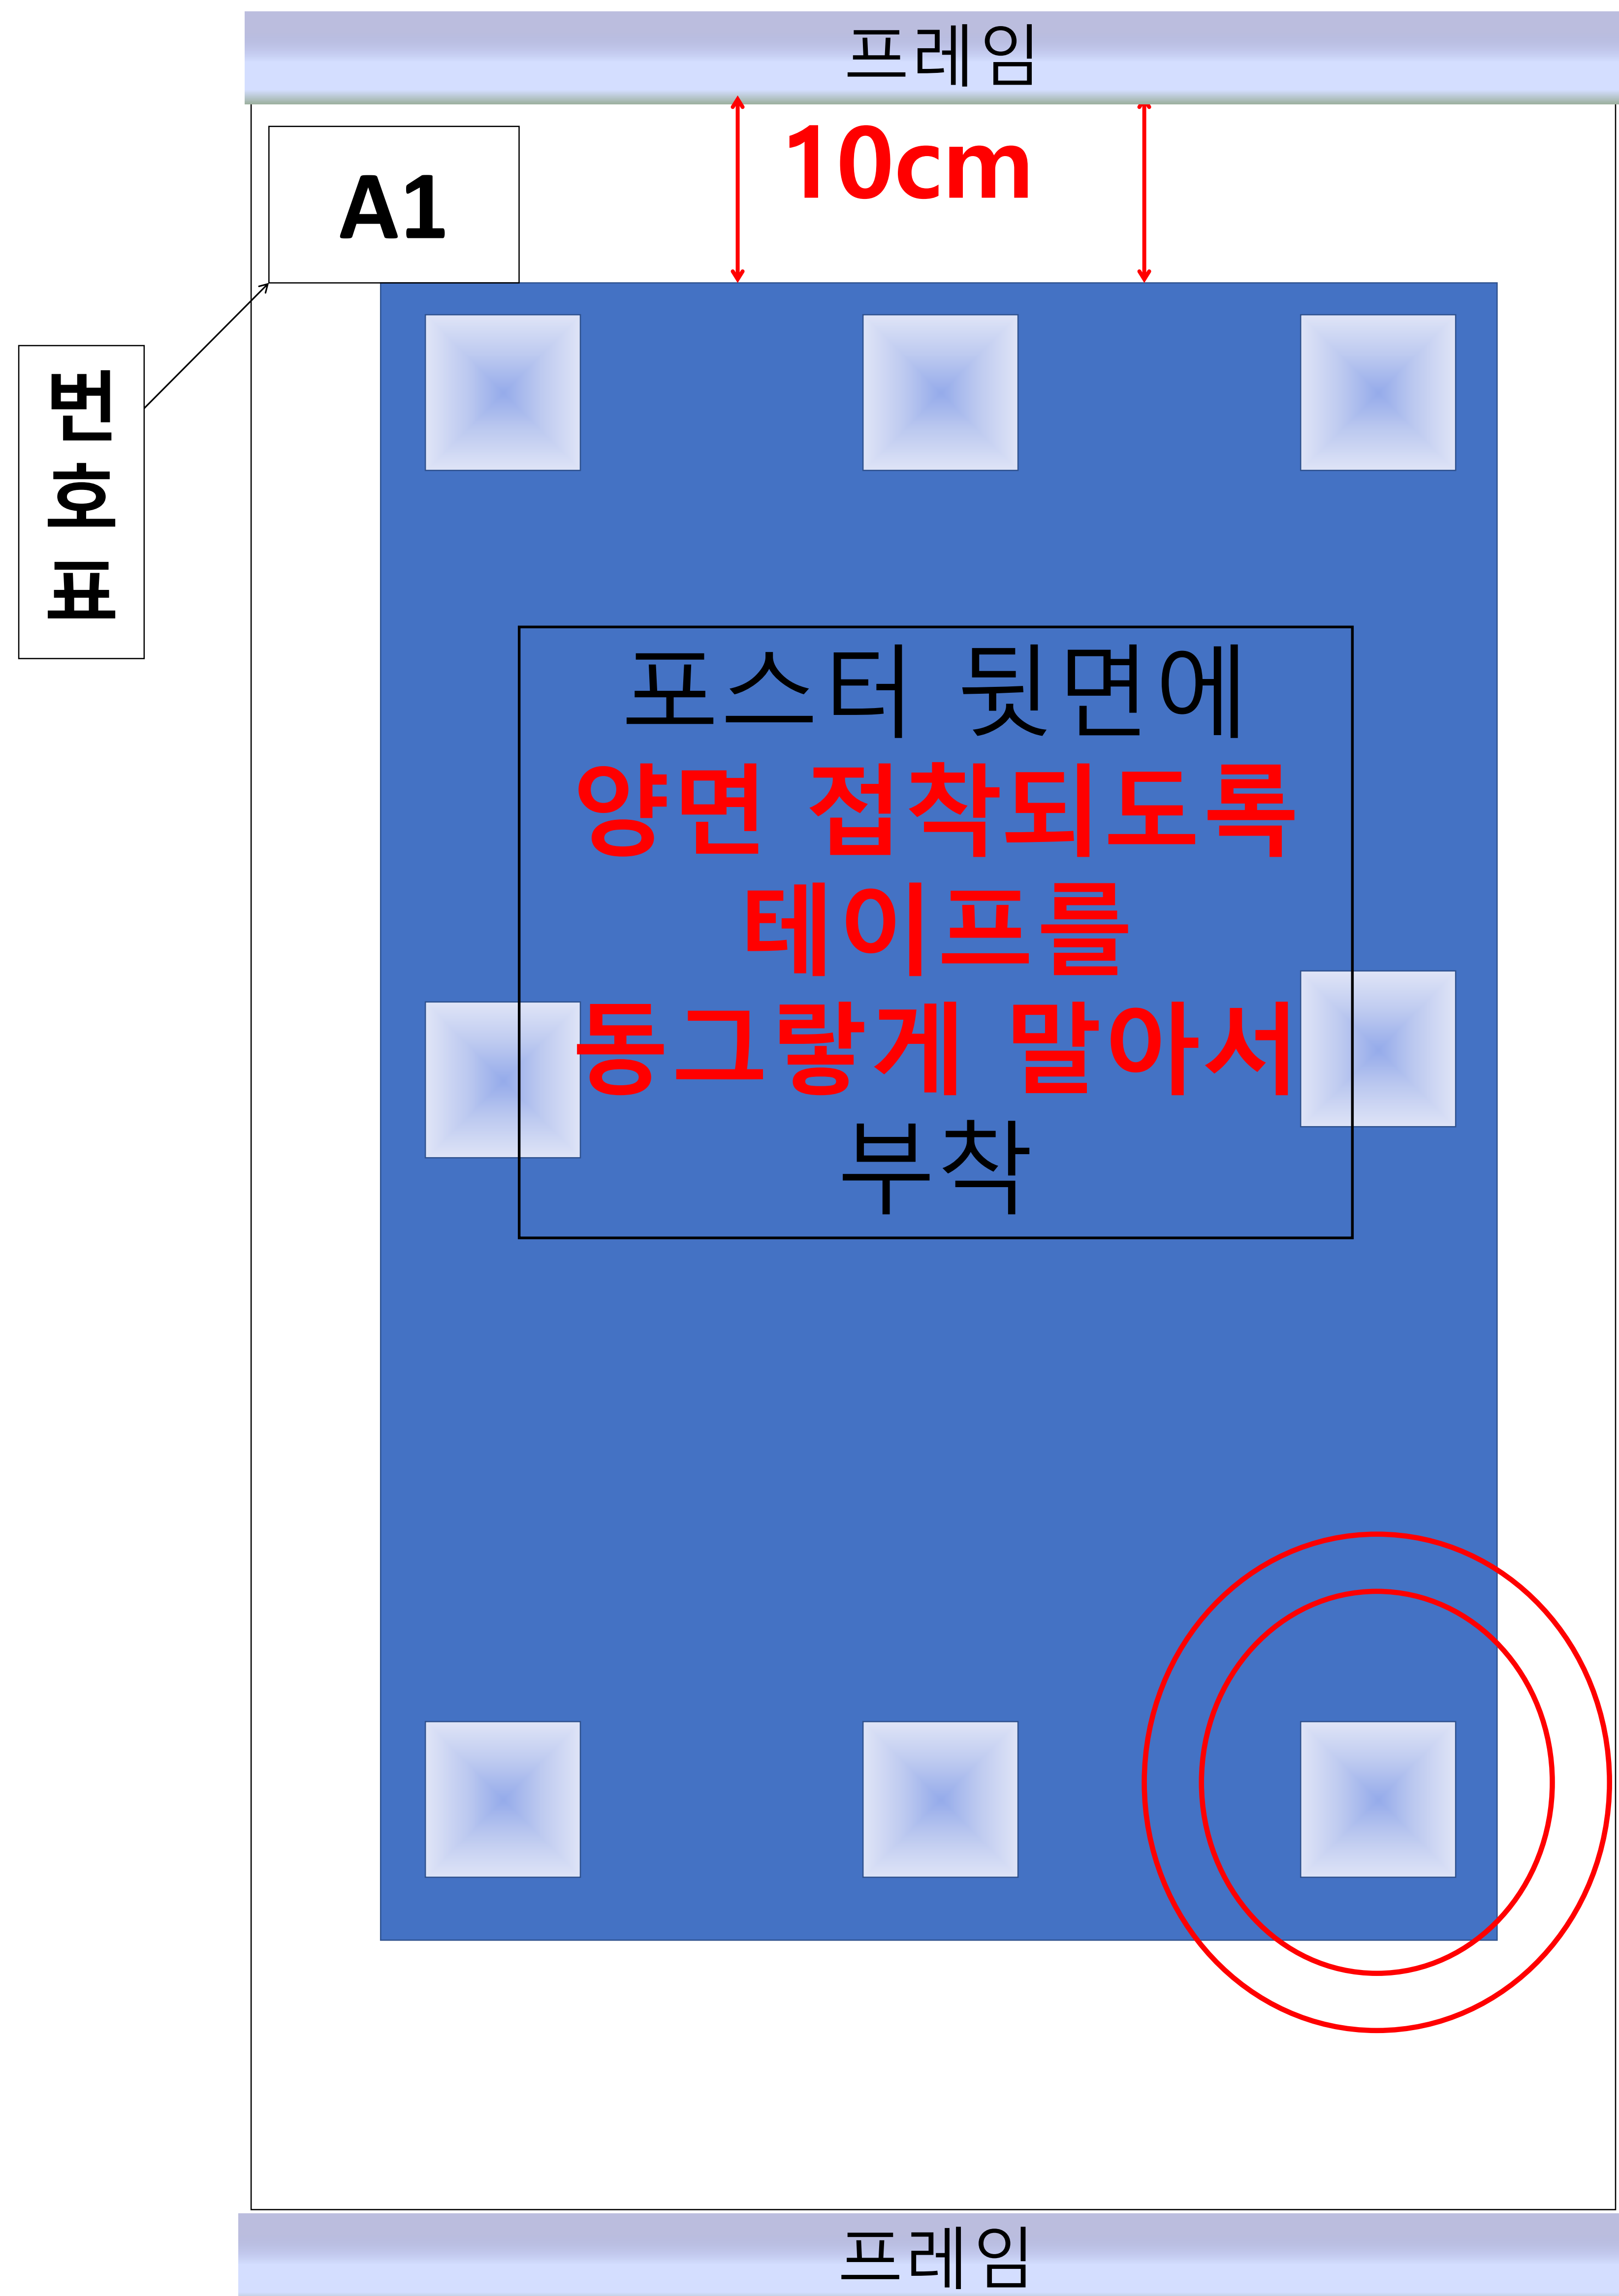 프레임
10cm
A1
번
호
표
포스터 뒷면에
양면 접착되도록
테이프를
동그랗게 말아서
부착
프레임